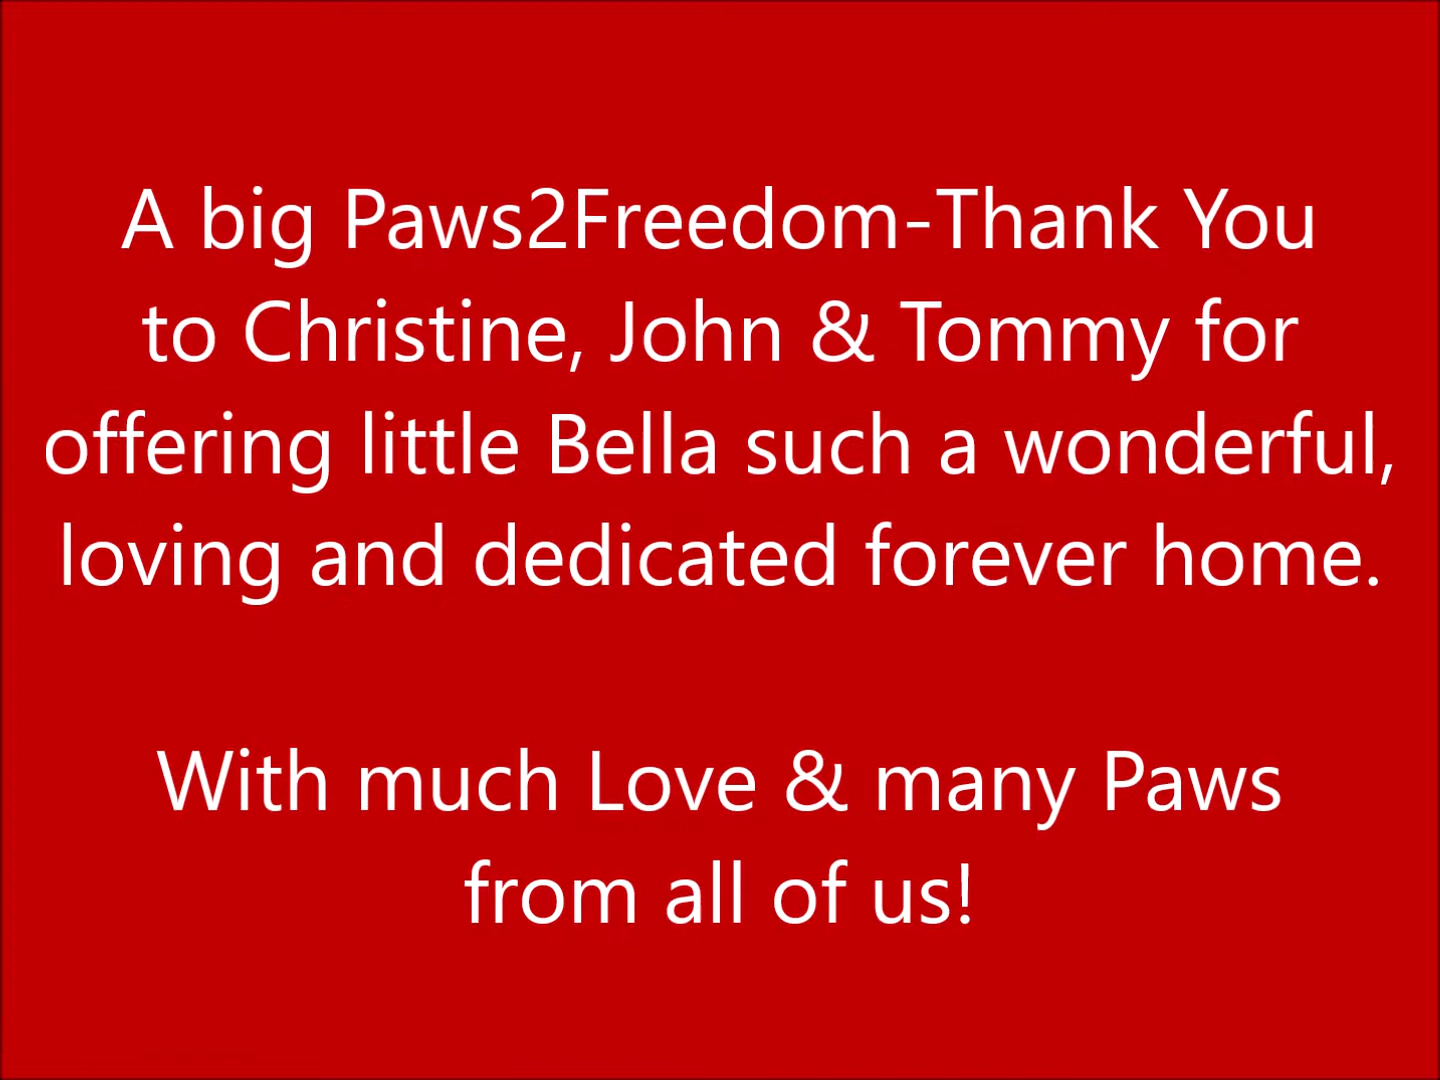 A big Paws2Freedom-Thank You
to Christine, John & Tommy for
offering little Bella such a wonderful,
loving and dedicated forever home.
With much Love & many Paws
from all of us!